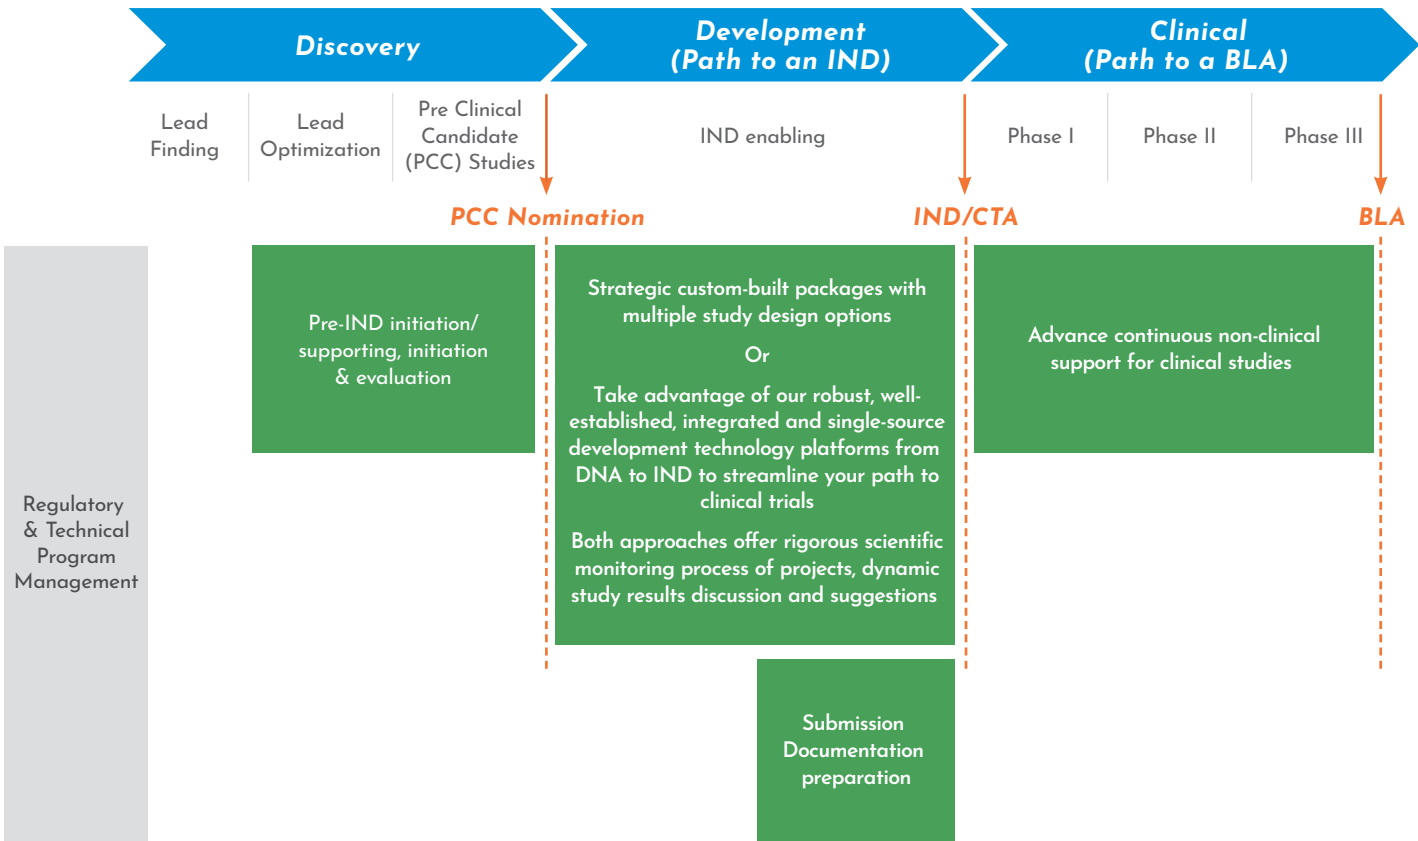 Discovery
Development
(Path to an IND)
Clinical
(Path to a BLA)
Lead
Finding
Lead
Optimization
Pre Clinical
Candidate
(PCC) Studies
IND enabling
Phase I
Phase II
Phase III
PCC Nomination
IND/CTA
BLA
Regulatory
& Technical
Program
Management
Pre-IND initiation/
supporting, initiation
& evaluation
Strategic custom-built packages with
multiple study design options
Or
Take advantage of our robust, well-
established, integrated and single-source
development technology platforms from
DNA to IND to streamline your path to
clinical trials
Both approaches offer rigorous scientific
monitoring process of projects, dynamic
study results discussion and suggestions
Advance continuous non-clinical
support for clinical studies
Submission
Documentation
preparation